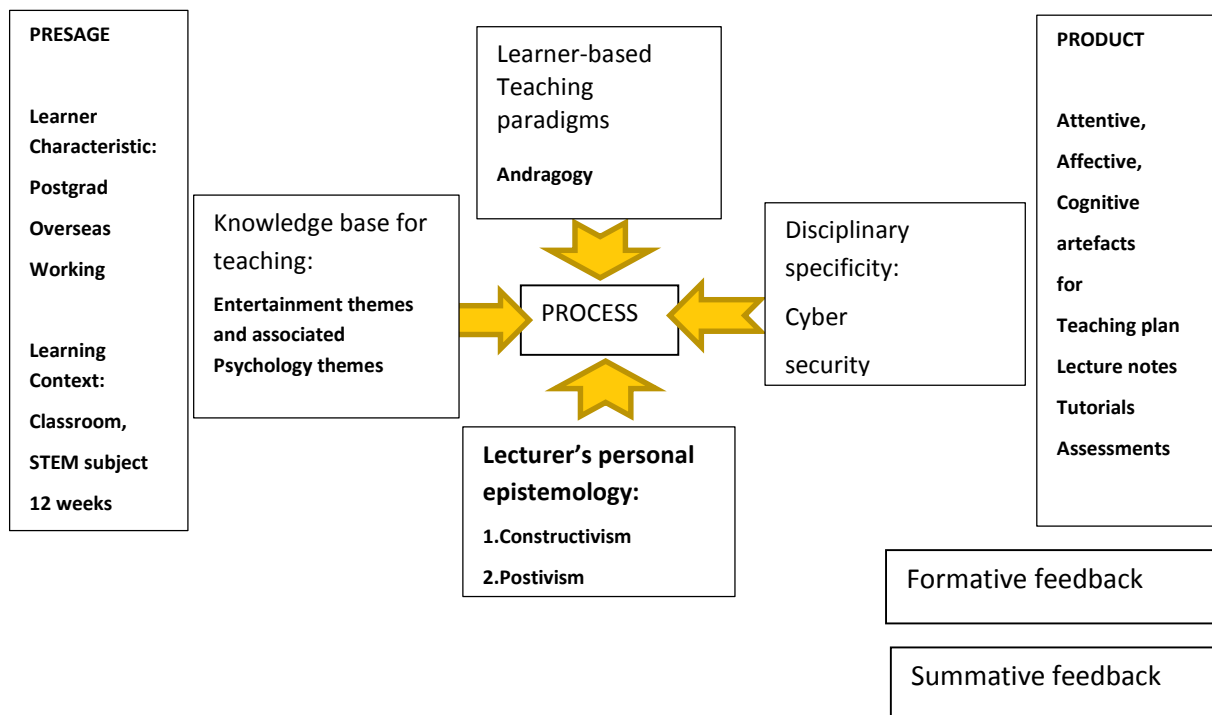 PRESAGE
Learner
Characteristic:
Postgrad
Overseas
Working
Learning
Context:
Classroom,
STEM subject
12 weeks
Knowledge base for
teaching:
Entertainment themes
and associated
Psychology themes
Learner-based
Teaching
paradigms
Andragogy
PROCESS
Lecturer’s personal
epistemology:
1.Constructivism
2.Postivism
Disciplinary
specificity:
Cyber
security
PRODUCT
Attentive,
Affective,
Cognitive
artefacts
for
Teaching plan
Lecture notes
Tutorials
Assessments
Formative feedback
Summative feedback